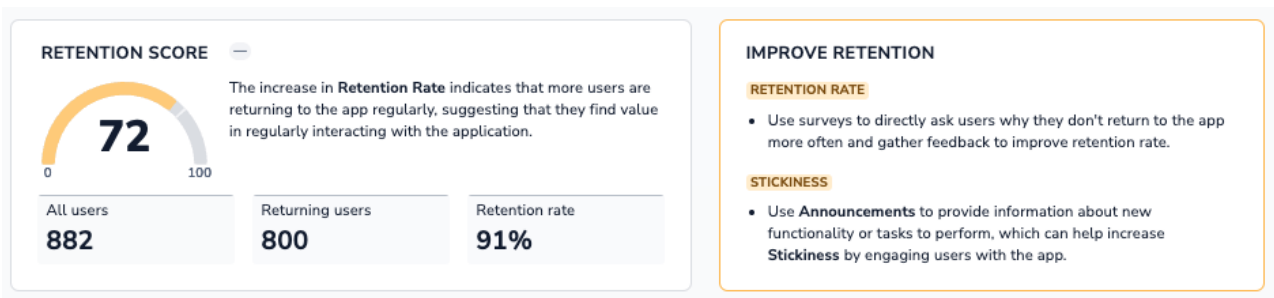 RETENTION SCORE —
The increase in Retention Rate indicates that more users are
returning to the app regularly, suggesting that they find value
in regularly interacting with the application.
72
0 100
All users
882
Returning users
800
Retention rate
91%
IMPROVE RETENTION
RETENTION RATE
• Use surveys to directly ask users why they don't return to the app
more often and gather feedback to improve retention rate.
STICKINESS
• Use Announcements to provide information about new
functionality or tasks to perform, which can help increase
Stickiness by engaging users with the app.